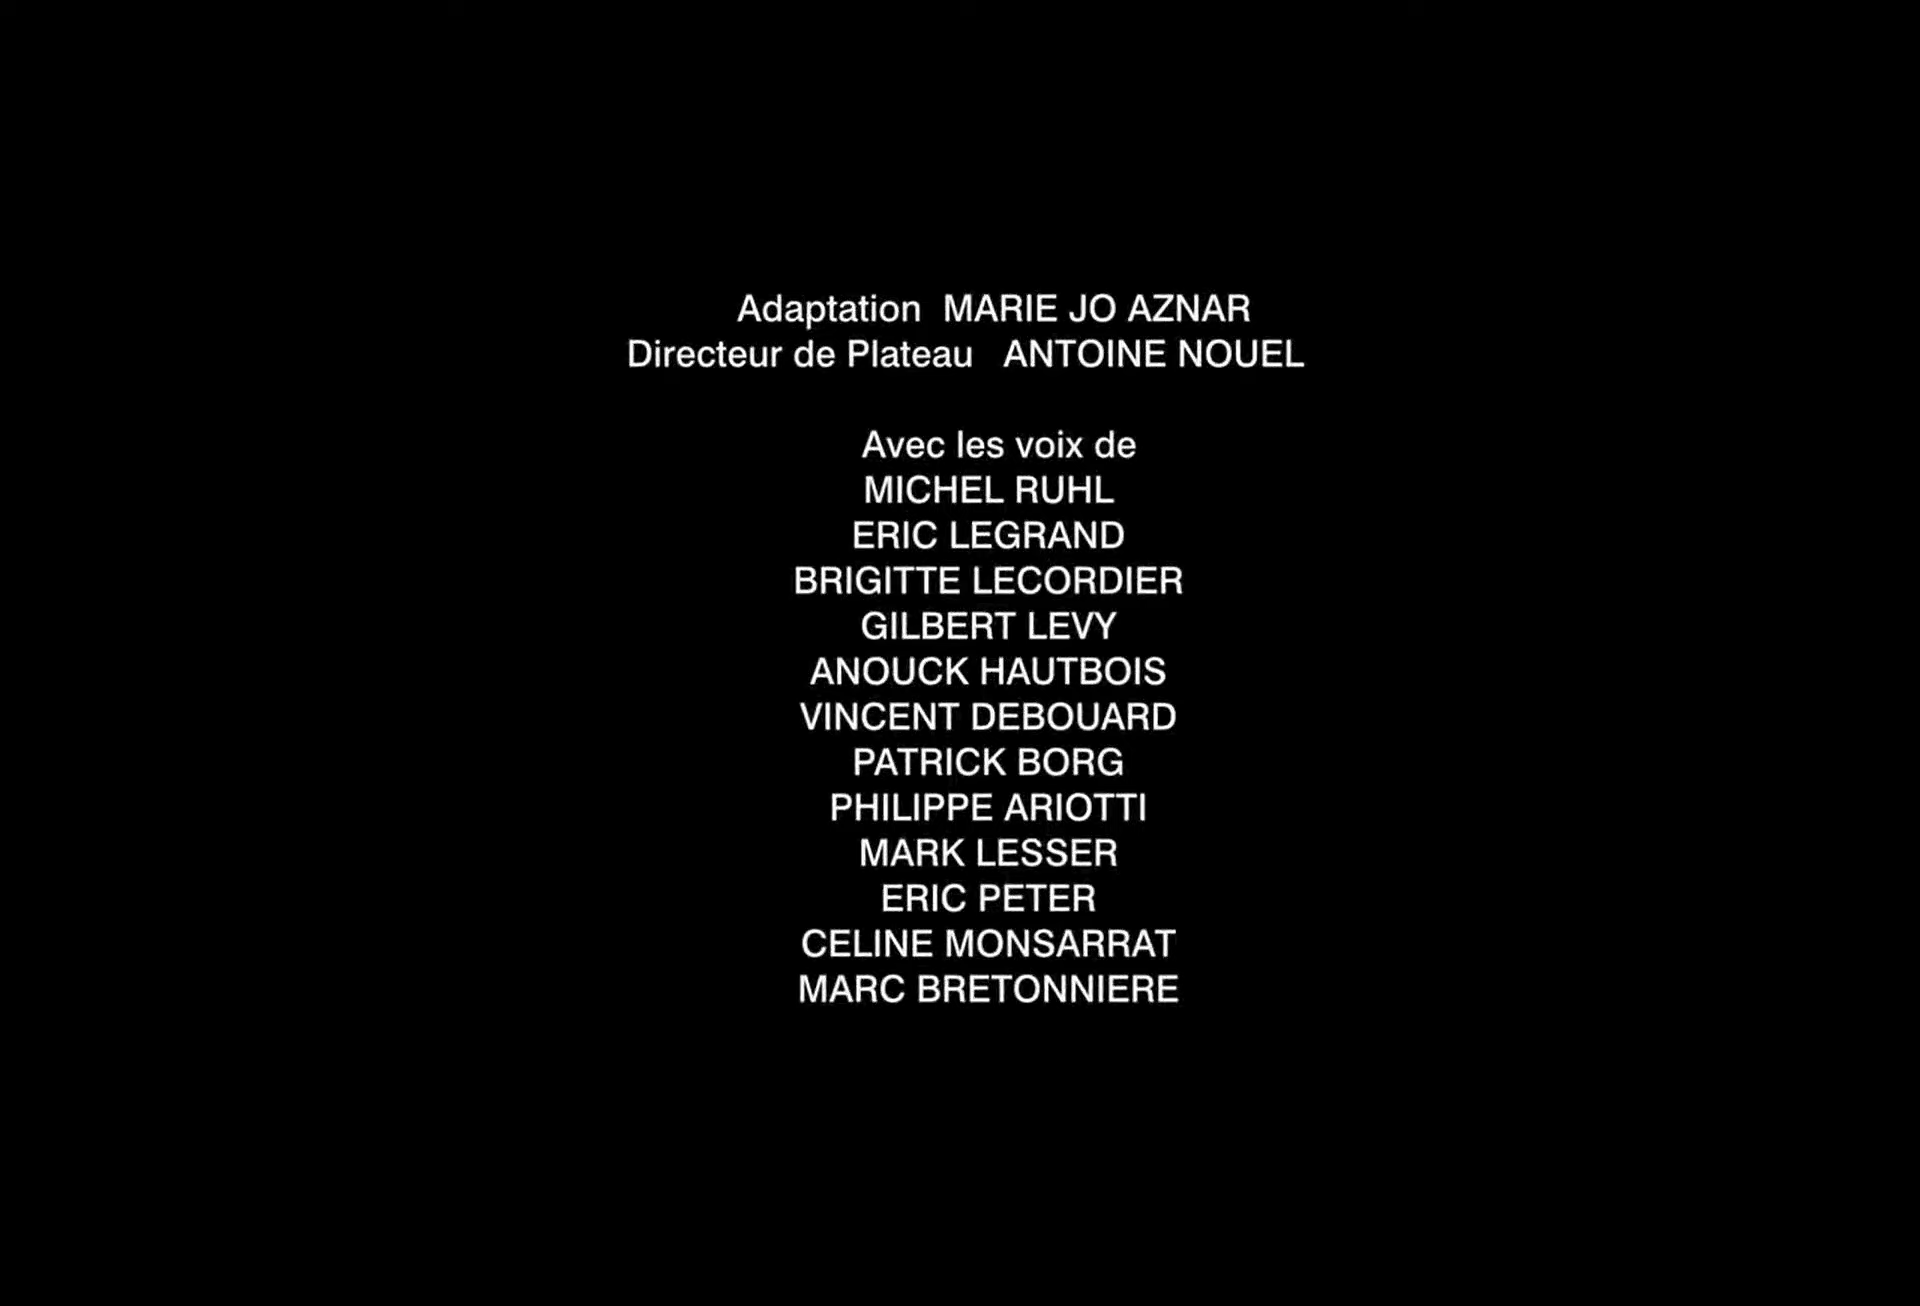 Adaptation MARIE JO AZNAR
Directeur de Plateau ANTOINE NOUEL
Avec les voix de
MICHEL RUHL
ERIC LEGRAND
BRIGITTE LECORDIER
GILBERT LEVY
ANOUCK HAUTBOIS
VINCENT DEBOUARD
PATRICK BORG
PHILIPPE ARIOTTI
MARK LESSER
ERIC PETER
CELINE MONSARRAT
MARC BRETONNIERE